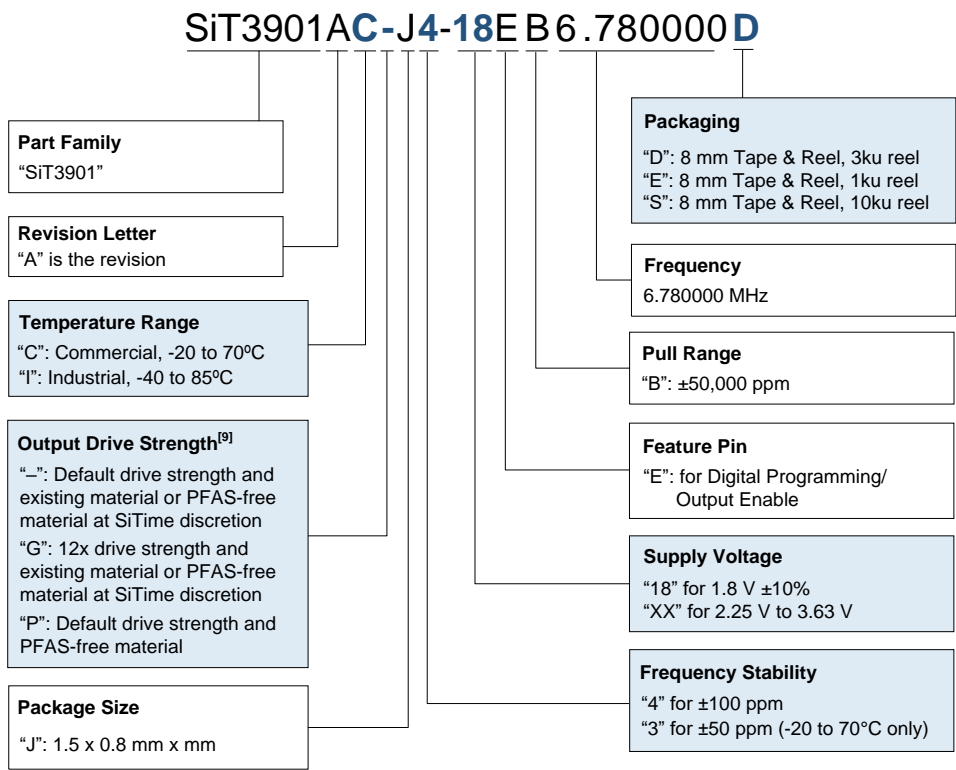 SiT3901AC-J4-18EB6.780000D
Part Family
“SiT3901”
Revision Letter
“A” is the revision
Temperature Range
“C”: Commercial, -20 to 70ºC
“I”: Industrial, -40 to 85ºC
Output Drive Strength[9]
“–”: Default drive strength and
existing material or PFAS-free
material at SiTime discretion
“G”: 12x drive strength and
existing material or PFAS-free
material at SiTime discretion
“P”: Default drive strength and
PFAS-free material
Package Size
“J”: 1.5 x 0.8 mm x mm
Packaging
“D”: 8 mm Tape & Reel, 3ku reel
“E”: 8 mm Tape & Reel, 1ku reel
“S”: 8 mm Tape & Reel, 10ku reel
Frequency
6.780000 MHz
Pull Range
“B”: ±50,000 ppm
Feature Pin
“E”: for Digital Programming/
Output Enable
Supply Voltage
“18” for 1.8 V ±10%
“XX” for 2.25 V to 3.63 V
Frequency Stability
“4” for ±100 ppm
“3” for ±50 ppm (-20 to 70°C only)